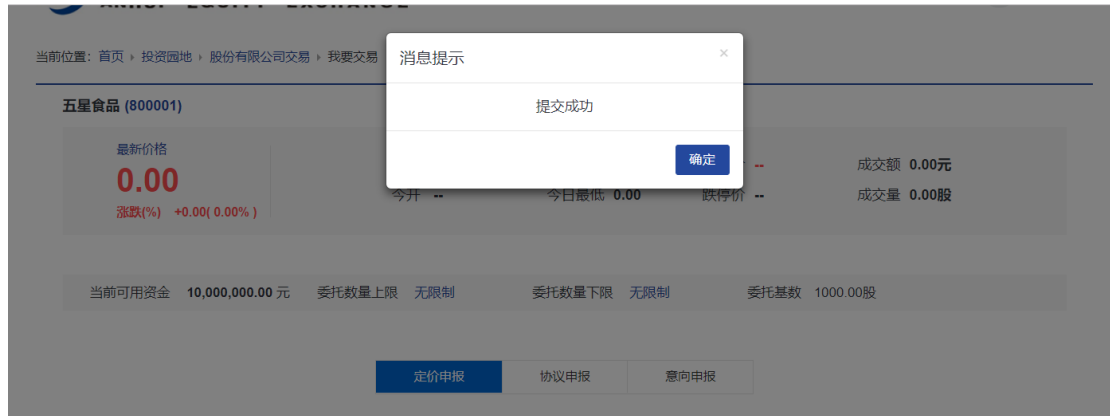 ANHUI EQUITY EXCHANGE
当前位置：首页 › 投资园地 › 股份有限公司交易 › 我要交易
消息提示 ×
提交成功
确定
五星食品 (800001)
最新价格
0.00
涨跌(%) +0.00( 0.00% )
-- 成交额 0.00元
今开 -- 今日最低 0.00 跌停价 -- 成交量 0.00股
当前可用资金 10,000,000.00 元 委托数量上限 无限制 委托数量下限 无限制 委托基数 1000.00股
定价申报 协议申报 意向申报